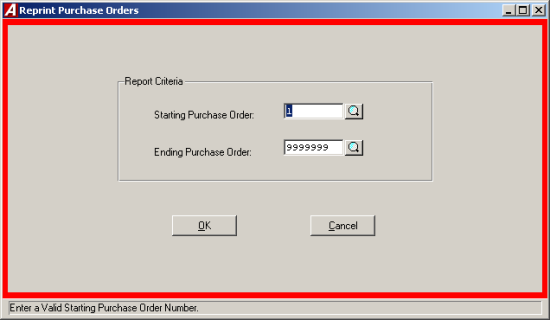 Reprint Purchase Orders
Report Criteria
Starting Purchase Order: 1
Ending Purchase Order: 9999999
OK Cancel
Enter a Valid Starting Purchase Order Number.